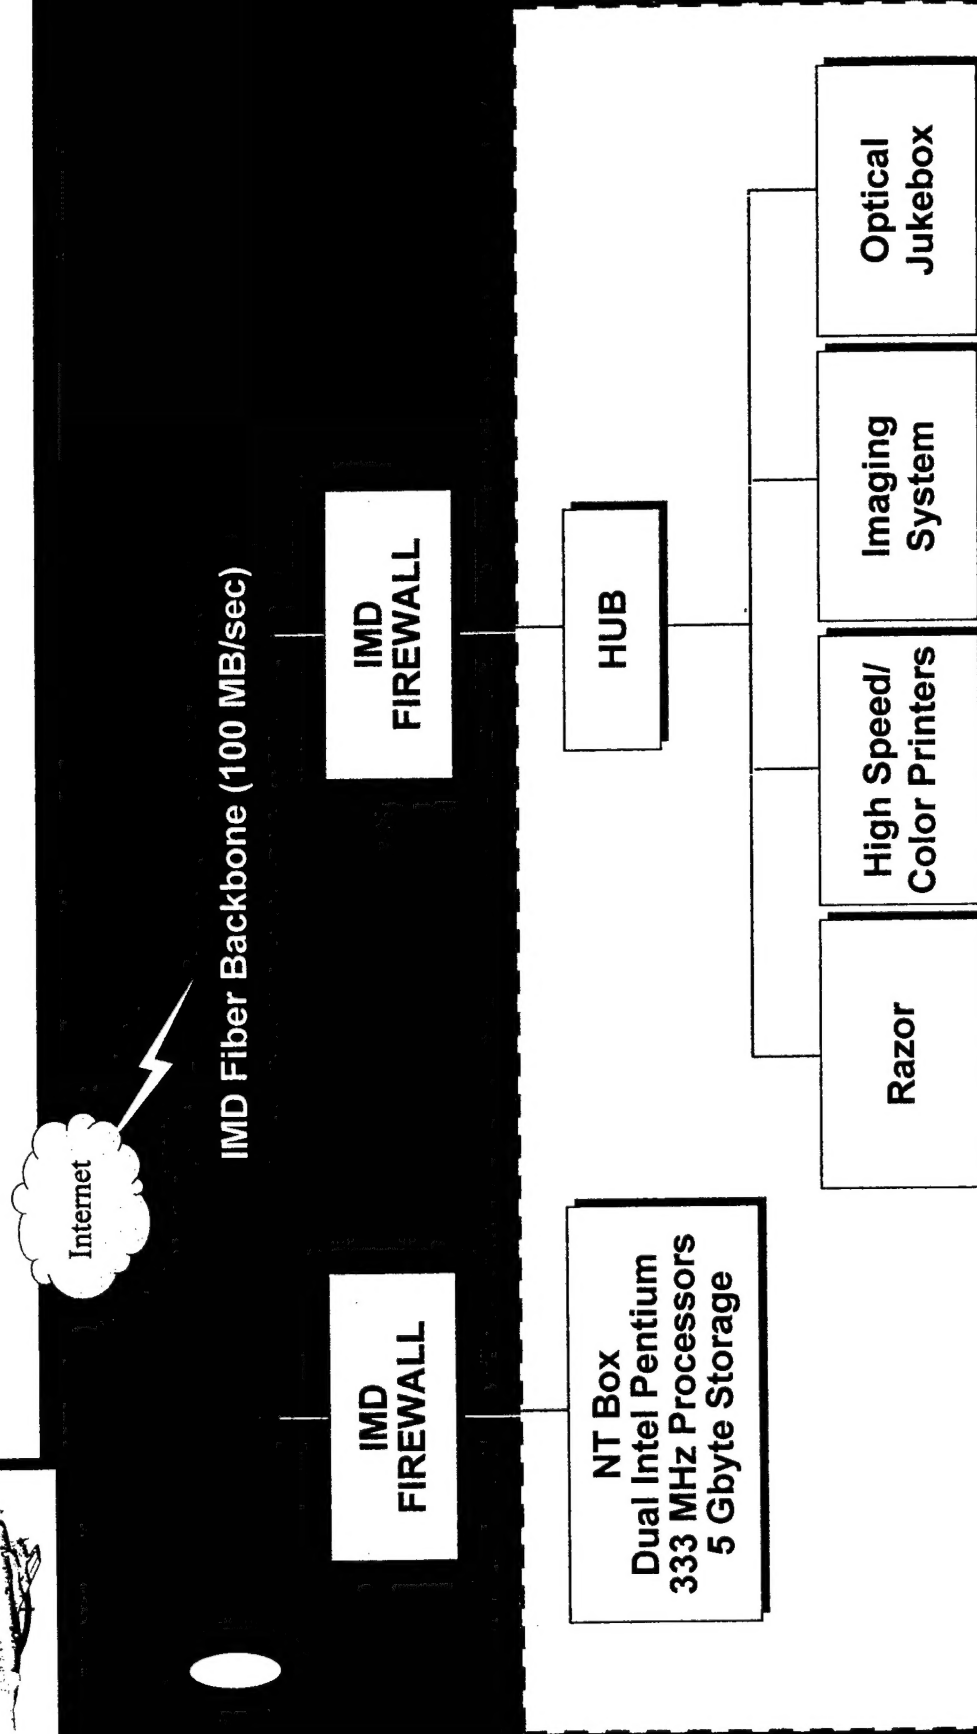 Internet
IMD Fiber Backbone (100 MB/sec)
IMD
FIREWALL
IMD
FIREWALL
NT Box
Dual Intel Pentium
333 MHz Processors
5 Gbyte Storage
HUB
Razor
High Speed/
Color Printers
Imaging
System
Optical
Jukebox